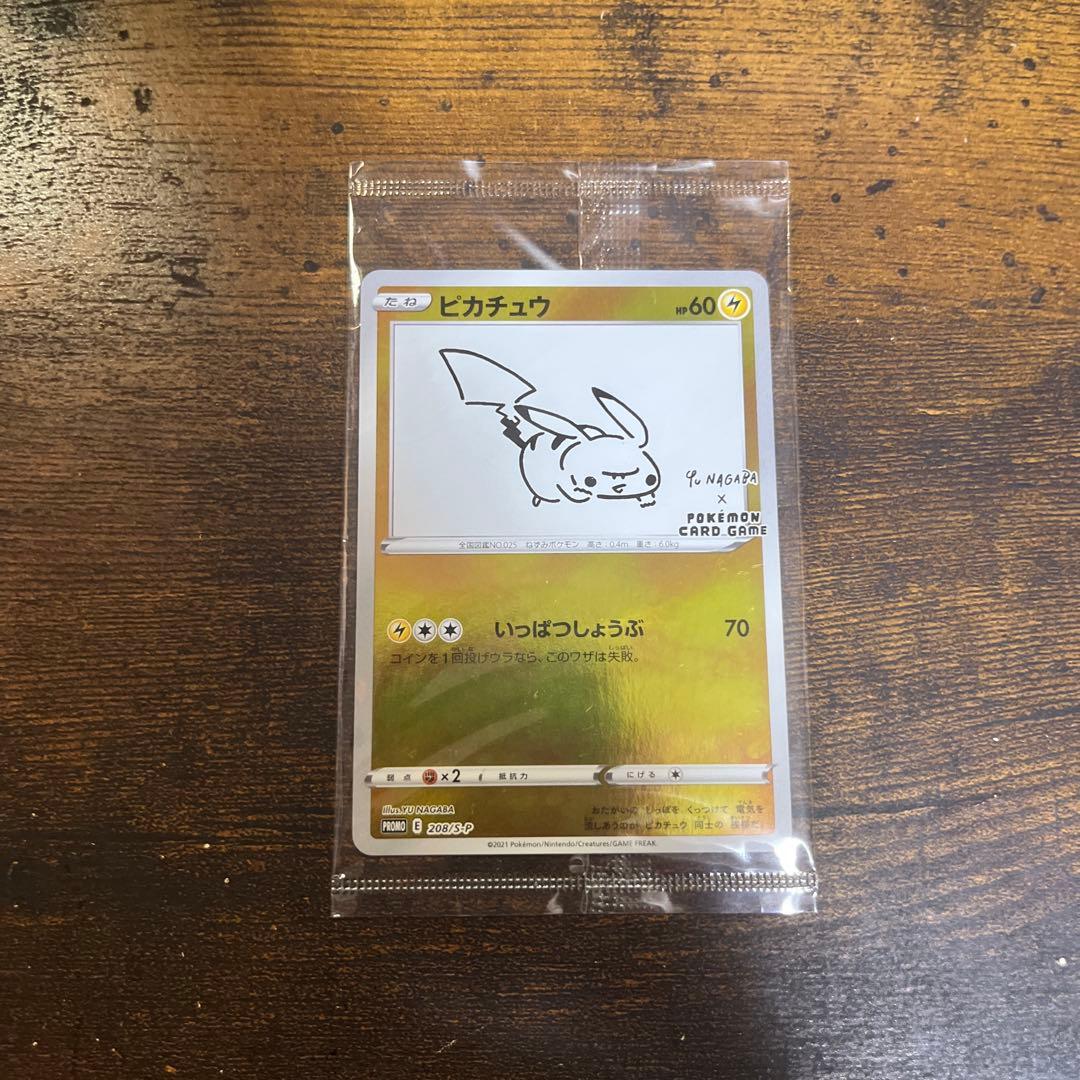 たね ピカチュウ HP60
YU NAGABA
×
POKÉMON
CARD GAME
全国図鑑NO.025 ねずみポケモン 高さ:0.4m 重さ:6.0kg
いっぱつしょうぶ 70
コインを1回投げウラなら、このワザは失敗。
弱点 ×2 抵抗力 にげる
Illus.YU NAGABA
PROMO E 208/S-P
おたがいの しっぽを くっつけて 電気を
流しあうのが ピカチュウ 同士の 挨拶だ。
©2021 Pokémon/Nintendo/Creatures/GAME FREAK.